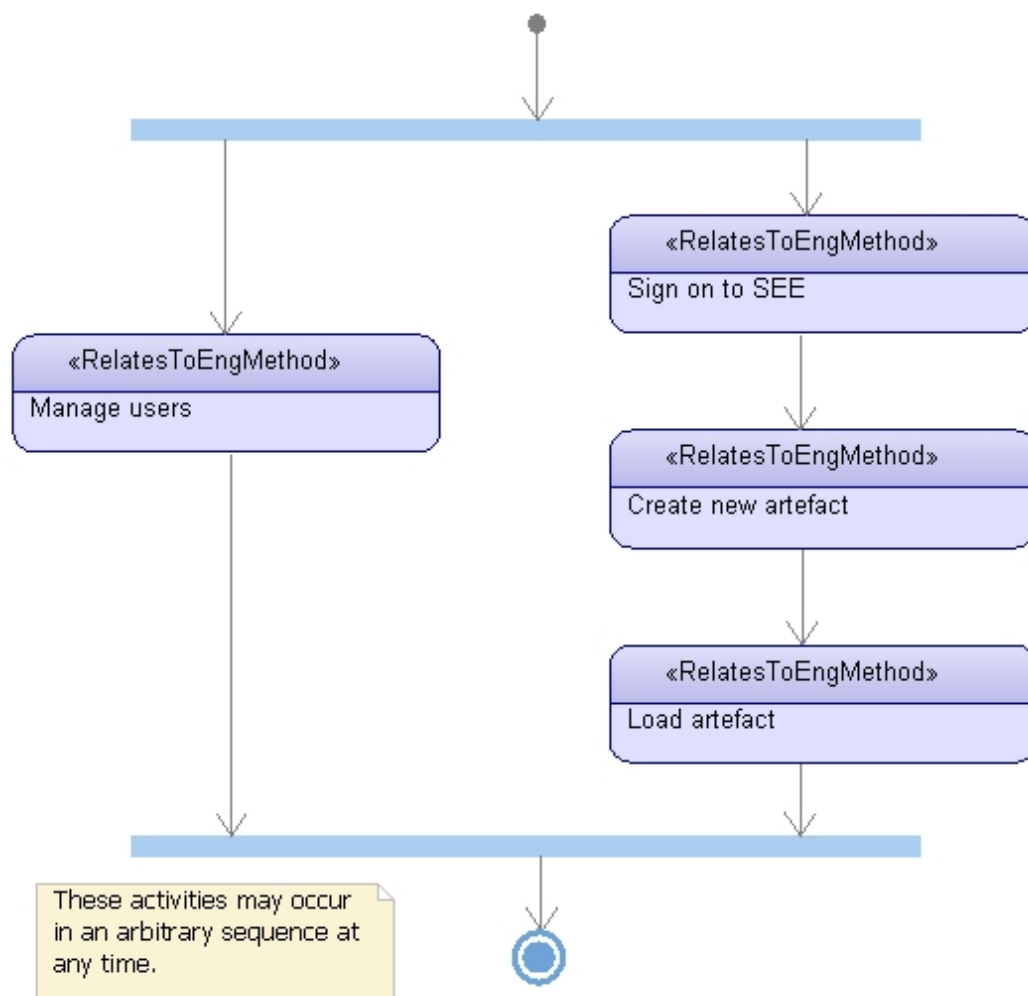 «RelatesToEngMethod»
Sign on to SEE
«RelatesToEngMethod»
Manage users
«RelatesToEngMethod»
Create new artefact
«RelatesToEngMethod»
Load artefact
These activities may occur
in an arbitrary sequence at
any time.